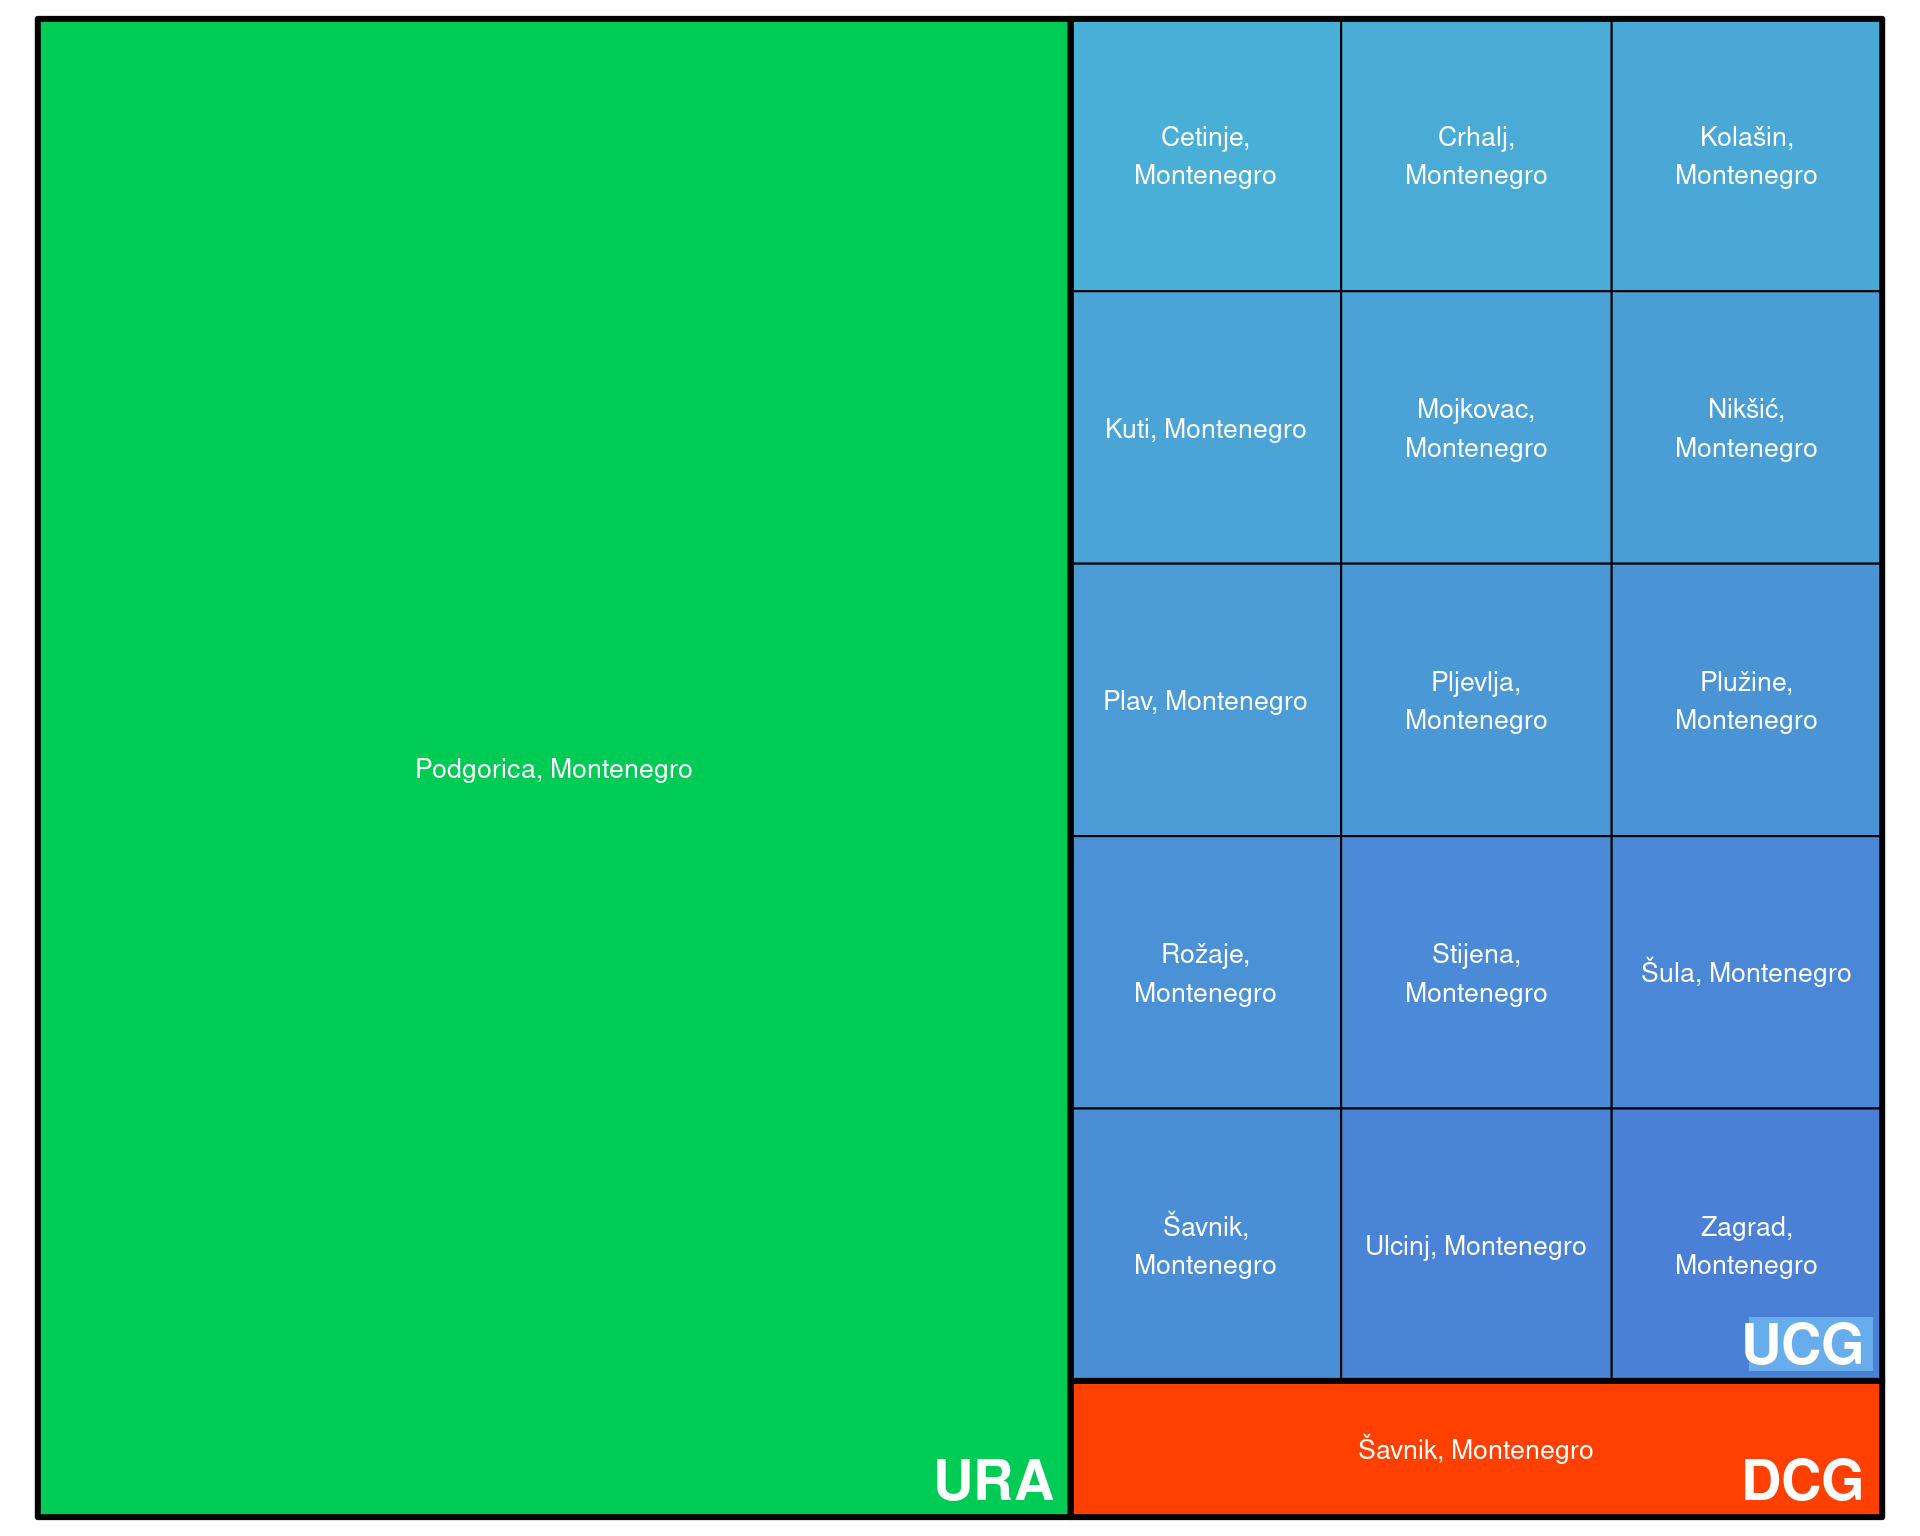 Podgorica, Montenegro
URA
Cetinje,
Montenegro
Crhalj,
Montenegro
Kolašin,
Montenegro
Kuti, Montenegro
Mojkovac,
Montenegro
Nikšić,
Montenegro
Plav, Montenegro
Pljevlja,
Montenegro
Plužine,
Montenegro
Rožaje,
Montenegro
Stijena,
Montenegro
Šula, Montenegro
Šavnik,
Montenegro
Ulcinj, Montenegro
Zagrad,
Montenegro
UCG
Šavnik, Montenegro
DCG